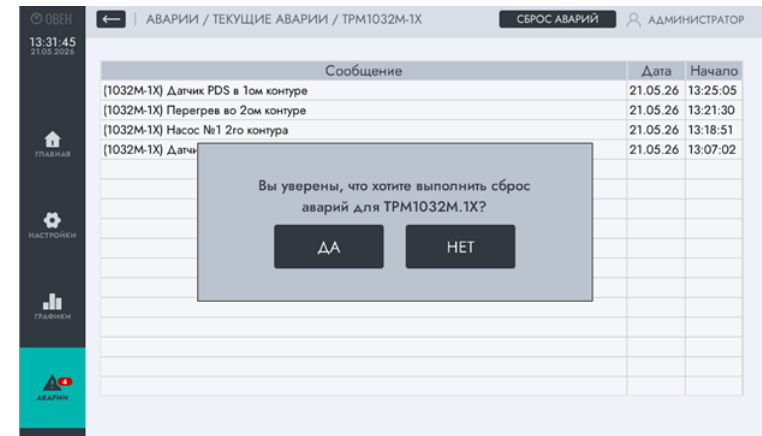 ОВЕН
АВАРИИ / ТЕКУЩИЕ АВАРИИ / ТРМ1032М-1Х
СБРОС АВАРИЙ
АДМИНИСТРАТОР
13:31:45
21.05.2026
Сообщение Дата Начало
(1032М-1Х) Датчик PDS в 1ом контуре 21.05.26 13:25:05
(1032М-1Х) Перегрев во 2ом контуре 21.05.26 13:21:30
(1032М-1Х) Насос №1 2го контура 21.05.26 13:18:51
(1032М-1Х) 21.05.26 13:07:02
Вы уверены, что хотите выполнить сброс
аварий для ТРМ1032М.1Х?
ДА НЕТ
ГЛАВНАЯ
НАСТРОЙКИ
ГРАФИКИ
4
АВАРИИ